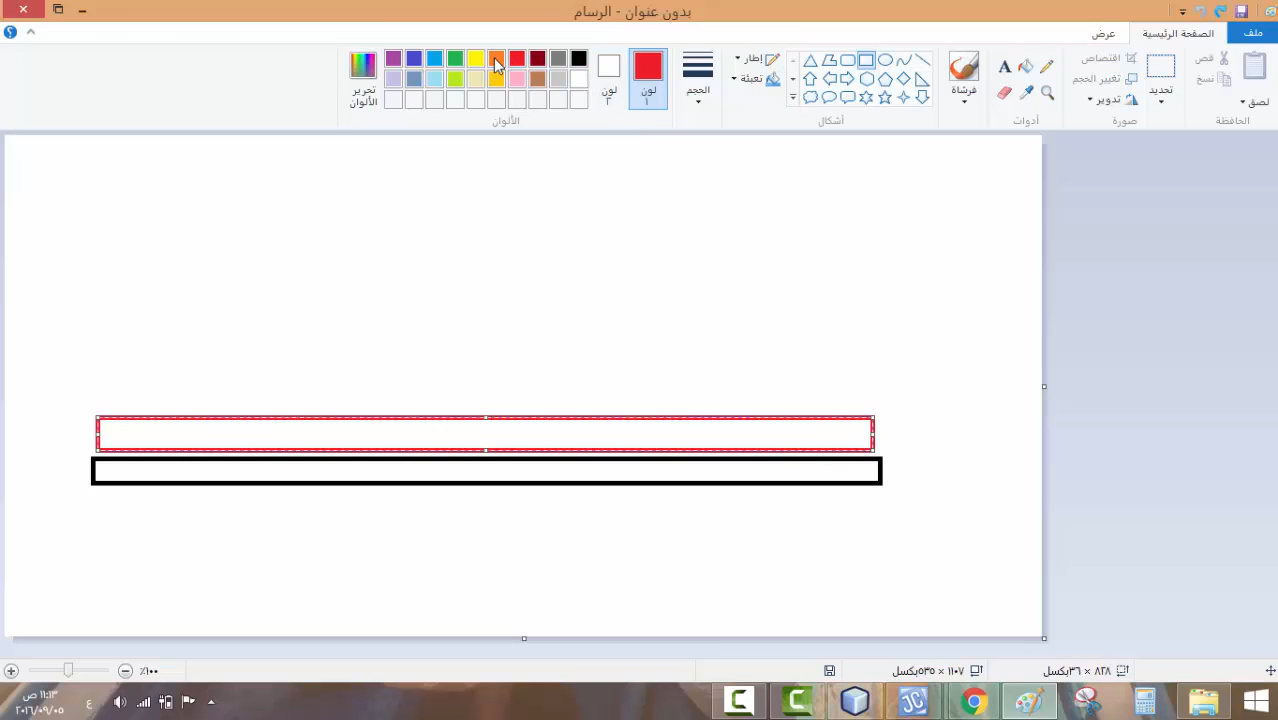 بدون عنوان - الرسام
ملف
الصفحة الرئيسية
عرض
لصق
قص
نسخ
الحافظة
تحديد
اقتصاص
تغيير الحجم
تدوير
صورة
A
أدوات
فرشاة
إطار
تعبئة
أشكال
الحجم
لون ١
لون ٢
الألوان
تحرير الألوان
٨٢٨ × ٣٦بكسل
١١٠٧ × ٥٣٥بكسل
٪١٠٠
JC
ع
١١:١٣ ص
٢٠١٦/٠٩/٠٥